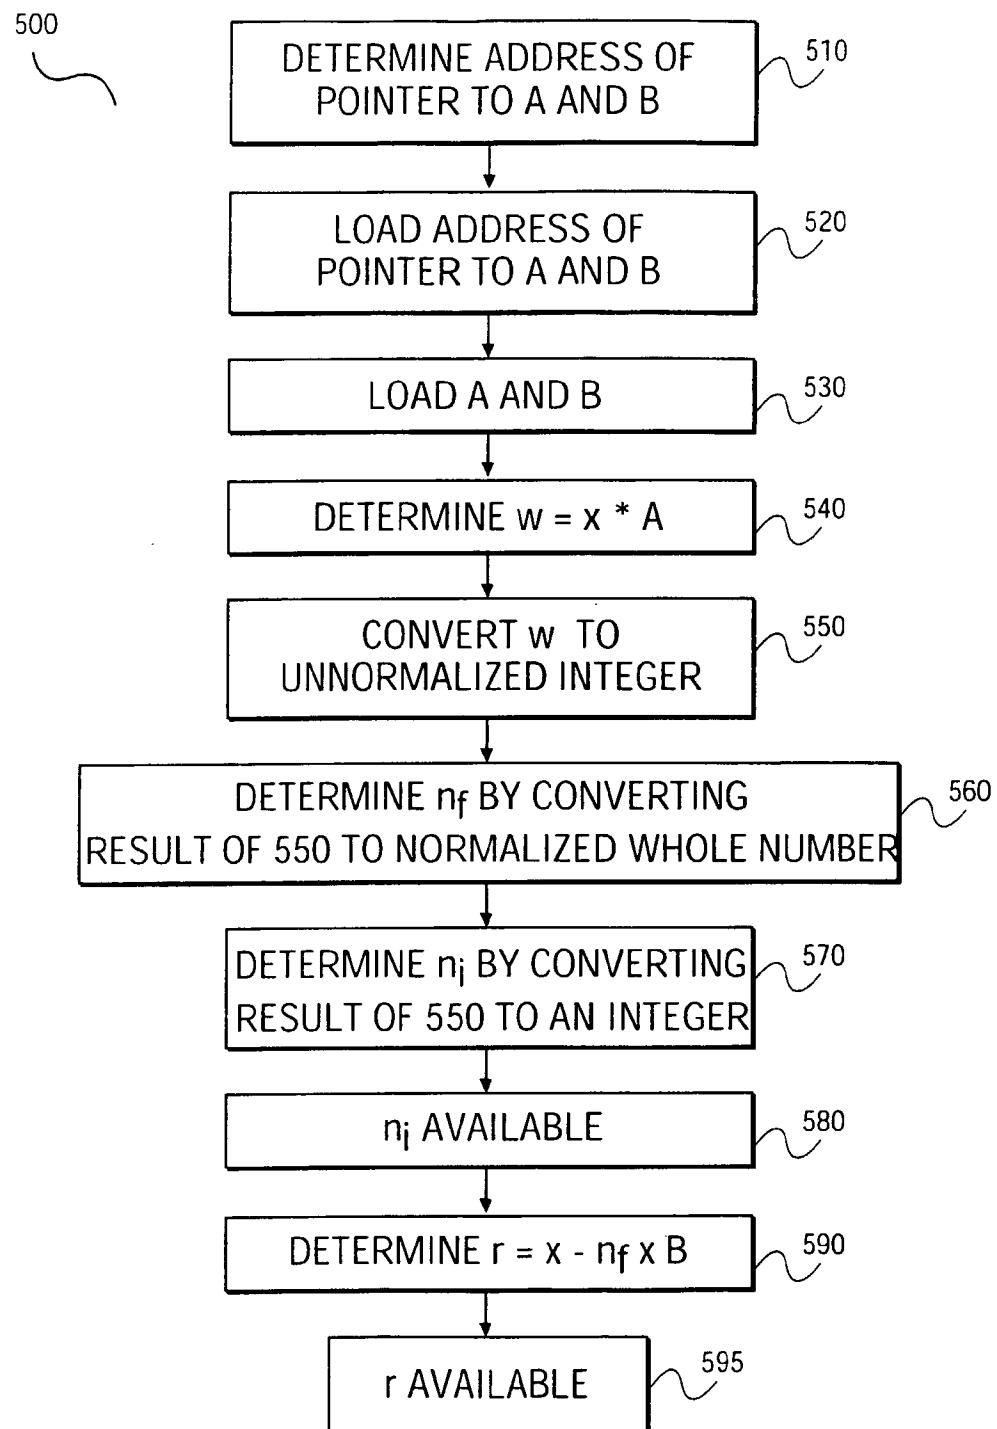 500
DETERMINE ADDRESS OF
POINTER TO A AND B
510
LOAD ADDRESS OF
POINTER TO A AND B
520
LOAD A AND B
530
DETERMINE w = x * A
540
CONVERT w TO
UNNORMALIZED INTEGER
550
DETERMINE nf BY CONVERTING
RESULT OF 550 TO NORMALIZED WHOLE NUMBER
560
DETERMINE ni BY CONVERTING
RESULT OF 550 TO AN INTEGER
570
ni AVAILABLE
580
DETERMINE r = x - nf x B
590
r AVAILABLE
595